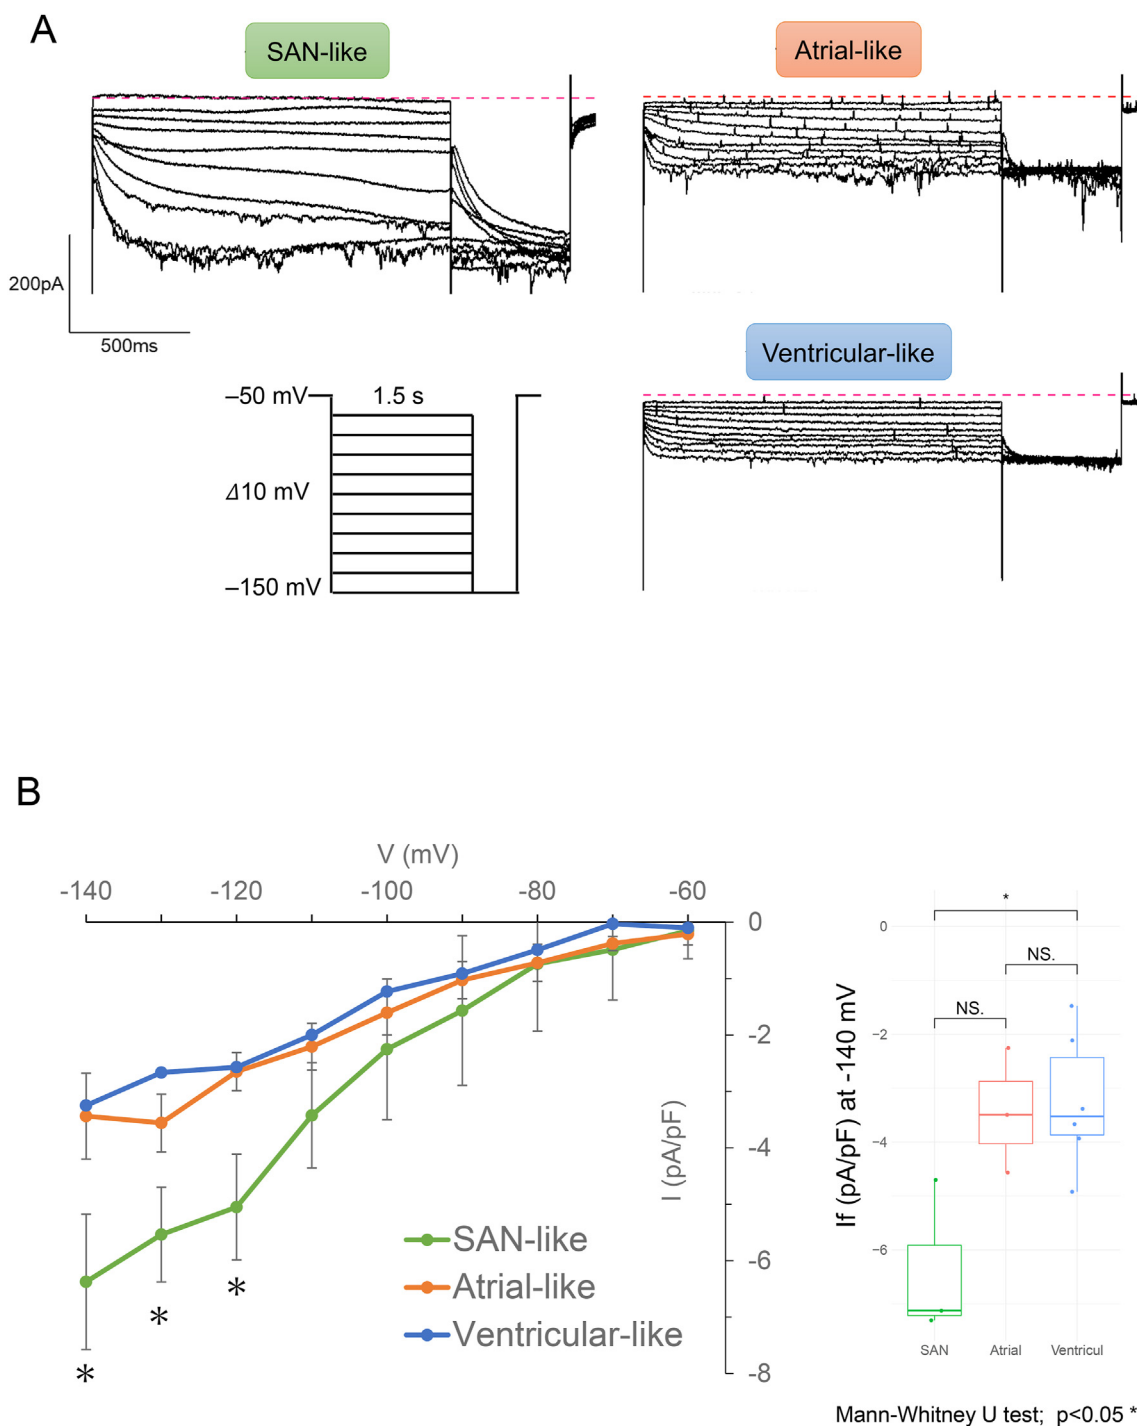 A
SAN-like
Atrial-like
200pA
500ms
Ventricular-like
–50 mV
1.5 s
Δ10 mV
–150 mV
B
V (mV)
-140
-120
-100
-80
-60
0
-2
-4
-6
-8
I (pA/pF)
SAN-like
Atrial-like
Ventricular-like
*
*
*
If (pA/pF) at -140 mV
0
−2
−4
−6
*
NS.
NS.
SAN
Atrial
Ventricul
Mann-Whitney U test; p<0.05 *